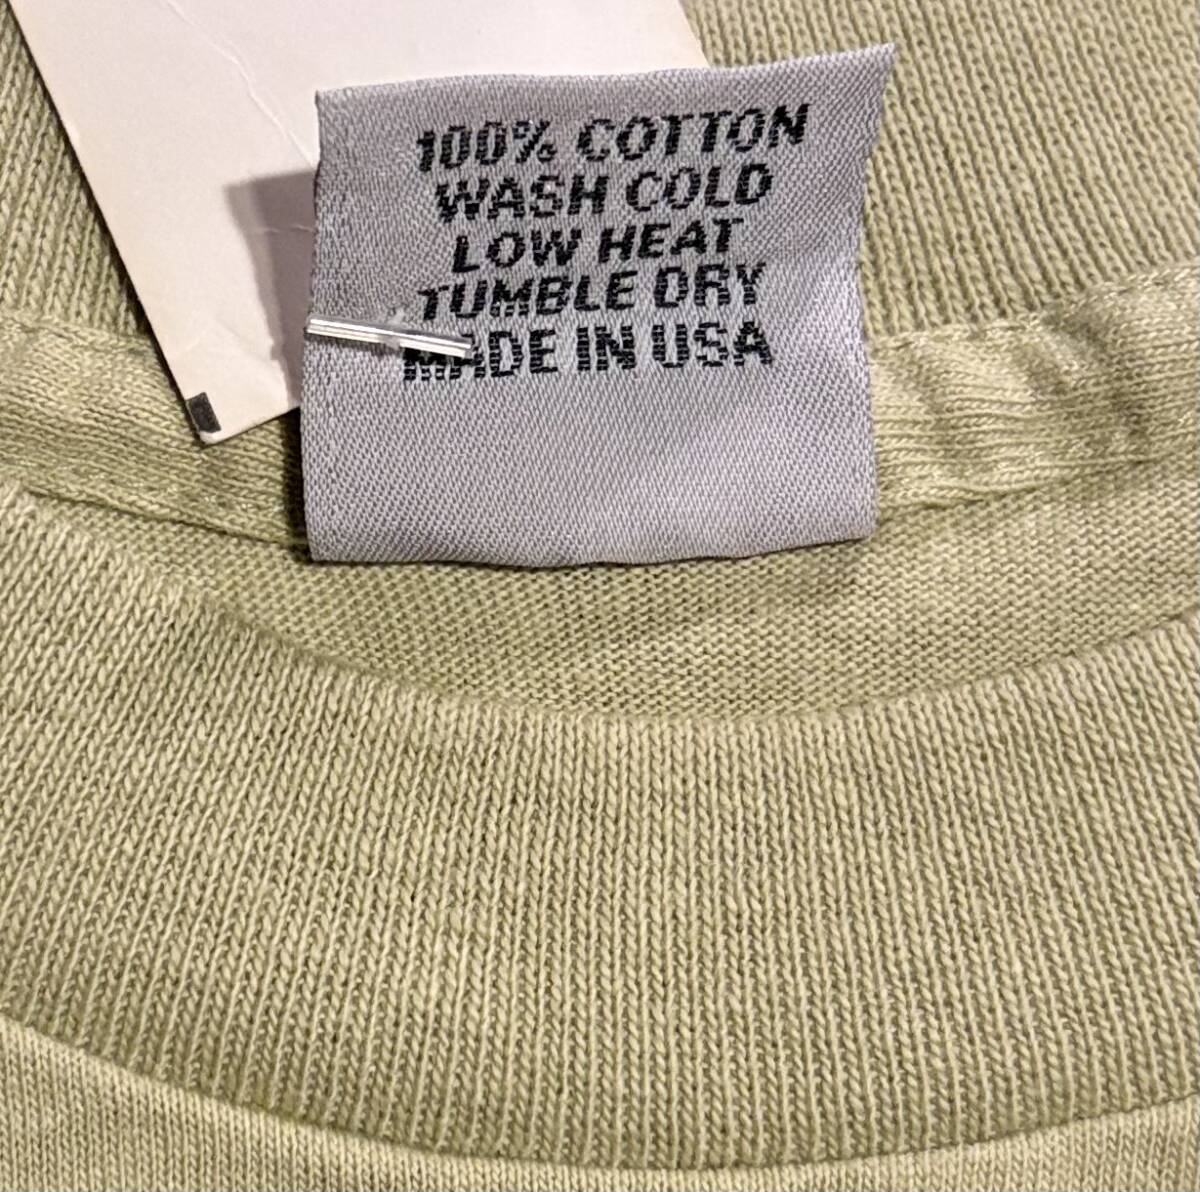 100% COTTON
WASH COLD
LOW HEAT
TUMBLE DRY
MADE IN USA